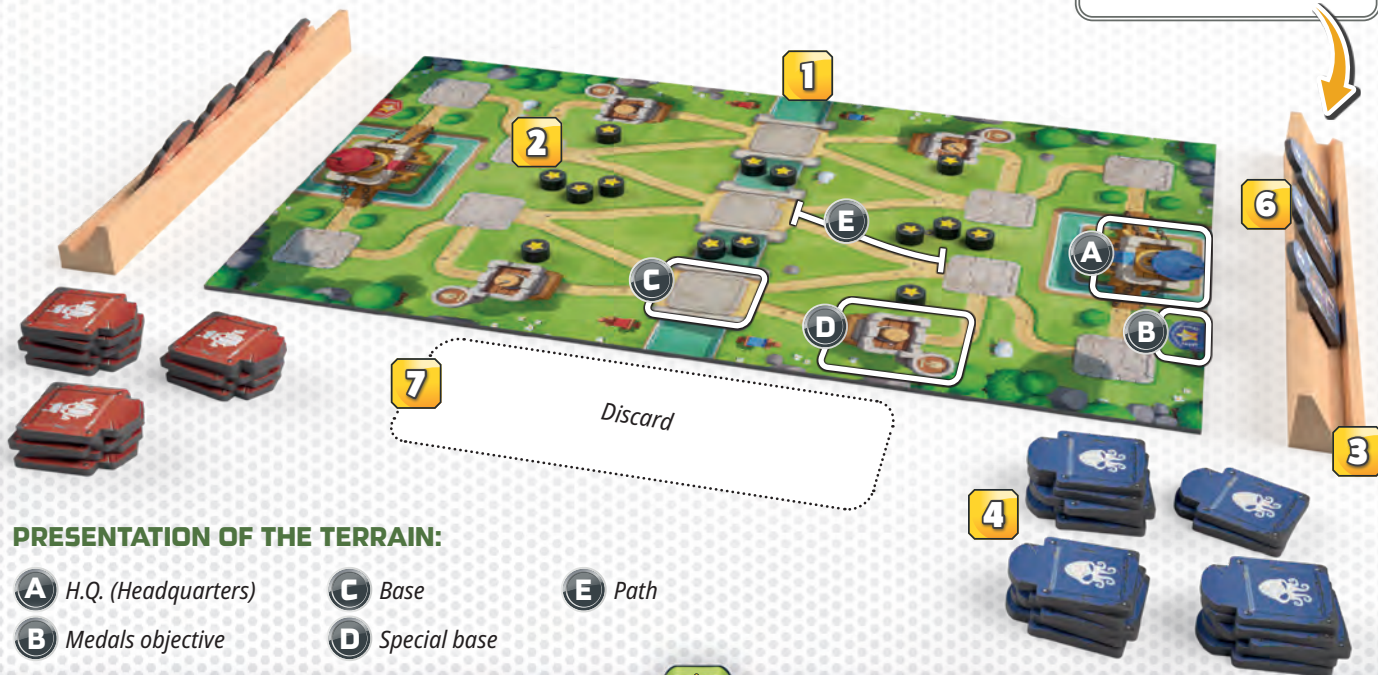 1
2
E
6
A
C
D
B
7
Discard
3
4
PRESENTATION OF THE TERRAIN:
A H.Q. (Headquarters)
C Base
E Path
B Medals objective
D Special base